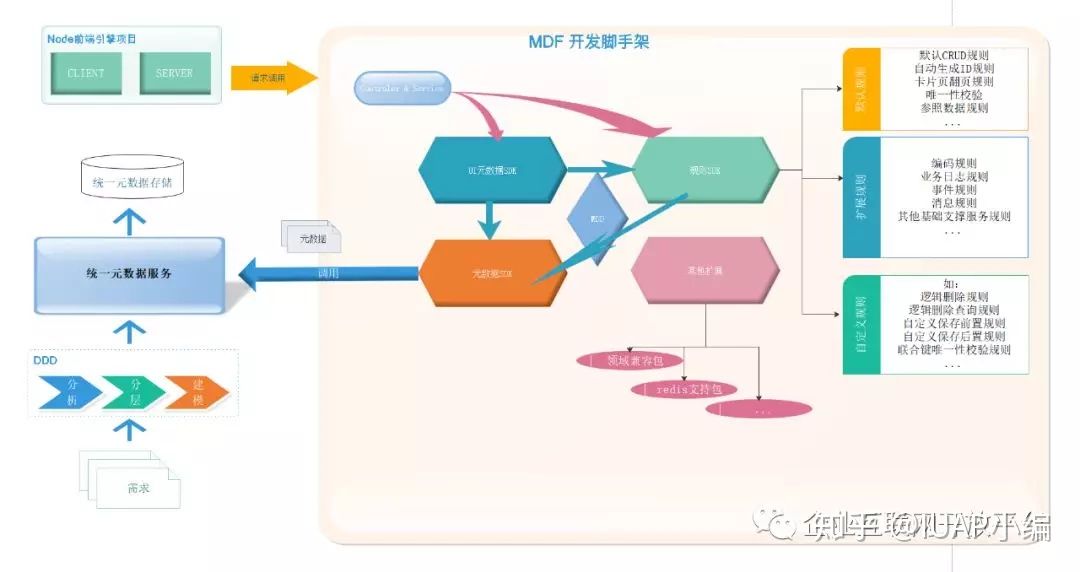 Node前端引擎项目
CLIENT
SERVER
请求调用
MDF 开发脚手架
Controler & Service
UI元数据SDK
规则SDK
MDD
元数据SDK
其他扩展
领域兼容包
redis支持包
...
默认规则
默认CRUD规则
自动生成ID规则
卡片页翻页规则
唯一性校验
参照数据规则
...
扩展规则
编码规则
业务日志规则
事件规则
消息规则
其他基础支撑服务规则
...
自定义规则
如:
逻辑删除规则
逻辑删除查询规则
自定义保存前置规则
自定义保存后置规则
联合键唯一性校验规则
...
统一元数据存储
元数据
调用
统一元数据服务
DDD
分析
分层
建模
需求
知乎 @IUAP小编